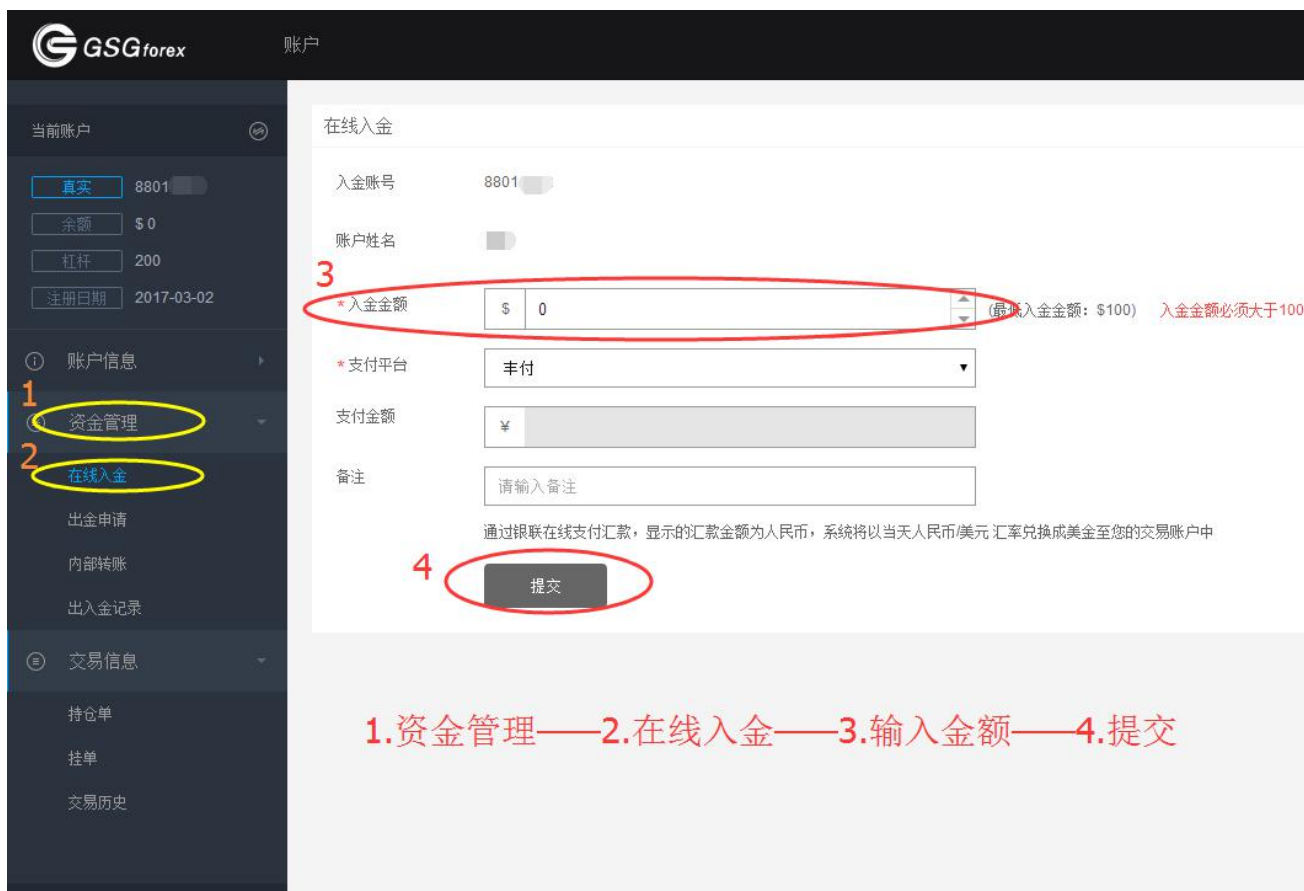 GSGforex
账户
当前账户
真实 8801
余额 $ 0
杠杆 200
注册日期 2017-03-02
账户信息
1
资金管理
2
在线入金
出金申请
内部转账
出入金记录
交易信息
持仓单
挂单
交易历史
在线入金
入金账号 8801
账户姓名
3
*入金金额 $ 0 (最低入金金额：$100) 入金金额必须大于100
*支付平台 丰付
支付金额 ¥
备注 请输入备注
通过银联在线支付汇款，显示的汇款金额为人民币，系统将以当天人民币/美元 汇率兑换成美金至您的交易账户中
4
提交
1.资金管理——2.在线入金——3.输入金额——4.提交